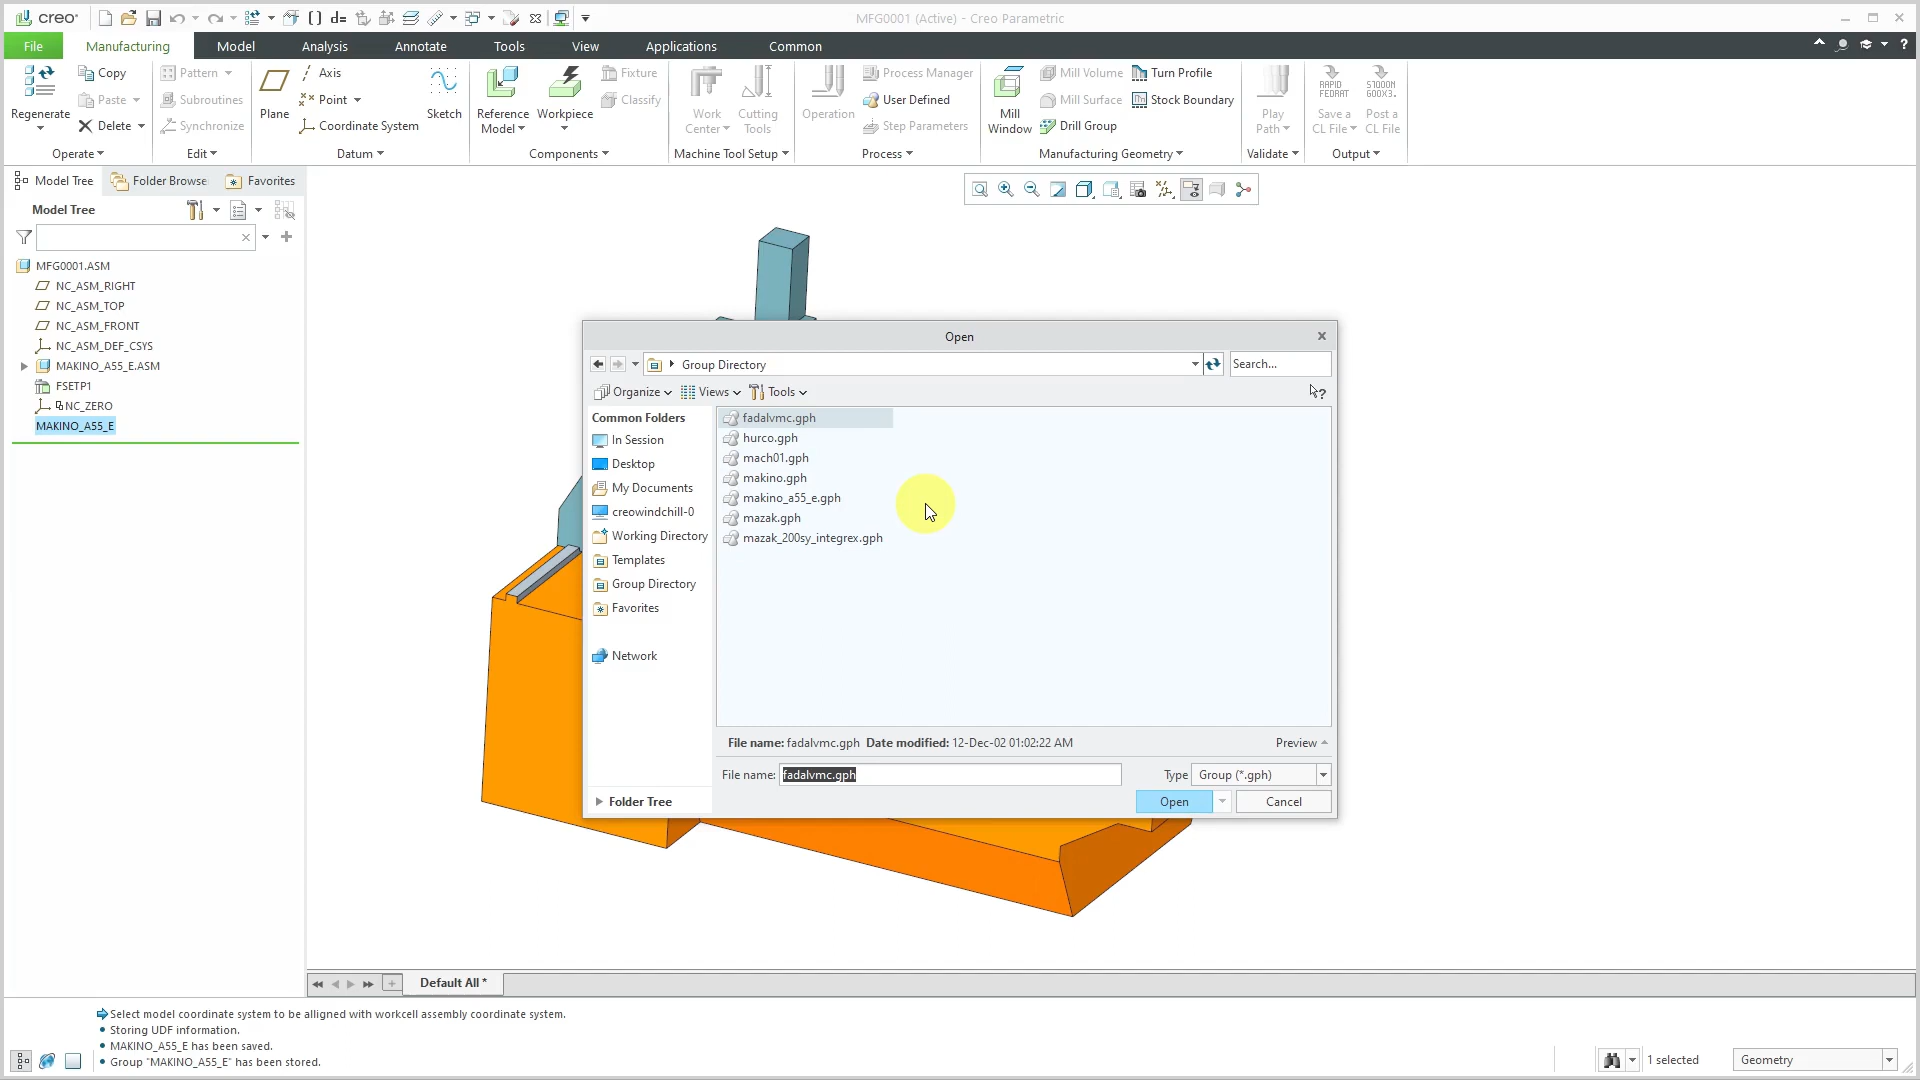 creo
MFG0001 (Active) - Creo Parametric
File
Manufacturing
Model
Analysis
Annotate
Tools
View
Applications
Common
Regenerate
Copy
Paste
Delete
Operate
Pattern
Subroutines
Synchronize
Edit
Plane
Axis
Point
Coordinate System
Sketch
Datum
Reference Model
Workpiece
Fixture
Classify
Components
Work Center
Cutting Tools
Machine Tool Setup
Operation
Process Manager
User Defined
Step Parameters
Process
Mill Window
Mill Volume
Mill Surface
Drill Group
Turn Profile
Stock Boundary
Manufacturing Geometry
Play Path
Validate
RAPID
FEDRAT
Save a CL File
S1000M
G00X3.
Post a CL File
Output
Model Tree
Folder Browse
Favorites
Model Tree
MFG0001.ASM
NC_ASM_RIGHT
NC_ASM_TOP
NC_ASM_FRONT
NC_ASM_DEF_CSYS
MAKINO_A55_E.ASM
FSETP1
NC_ZERO
MAKINO_A55_E
Open
Group Directory
Search...
Organize
Views
Tools
Common Folders
In Session
Desktop
My Documents
creowindchill-0
Working Directory
Templates
Group Directory
Favorites
Network
Folder Tree
fadalvmc.gph
hurco.gph
mach01.gph
makino.gph
makino_a55_e.gph
mazak.gph
mazak_200sy_integrex.gph
File name: fadalvmc.gph Date modified: 12-Dec-02 01:02:22 AM
Preview
File name: fadalvmc.gph
Type Group (*.gph)
Open
Cancel
Default All *
Select model coordinate system to be alligned with workcell assembly coordinate system.
• Storing UDF information.
• MAKINO_A55_E has been saved.
• Group "MAKINO_A55_E" has been stored.
1 selected
Geometry